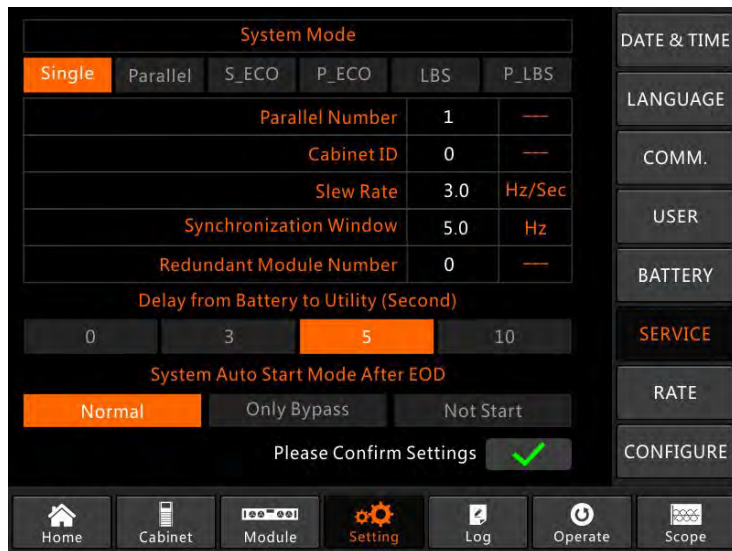 System Mode
Single Parallel S_ECO P_ECO LBS P_LBS
Parallel Number 1 ---
Cabinet ID 0 ---
Slew Rate 3.0 Hz/Sec
Synchronization Window 5.0 Hz
Redundant Module Number 0 ---
Delay from Battery to Utility (Second)
0 3 5 10
System Auto Start Mode After EOD
Normal Only Bypass Not Start
Please Confirm Settings
DATE & TIME
LANGUAGE
COMM.
USER
BATTERY
SERVICE
RATE
CONFIGURE
Home Cabinet Module Setting Log Operate Scope